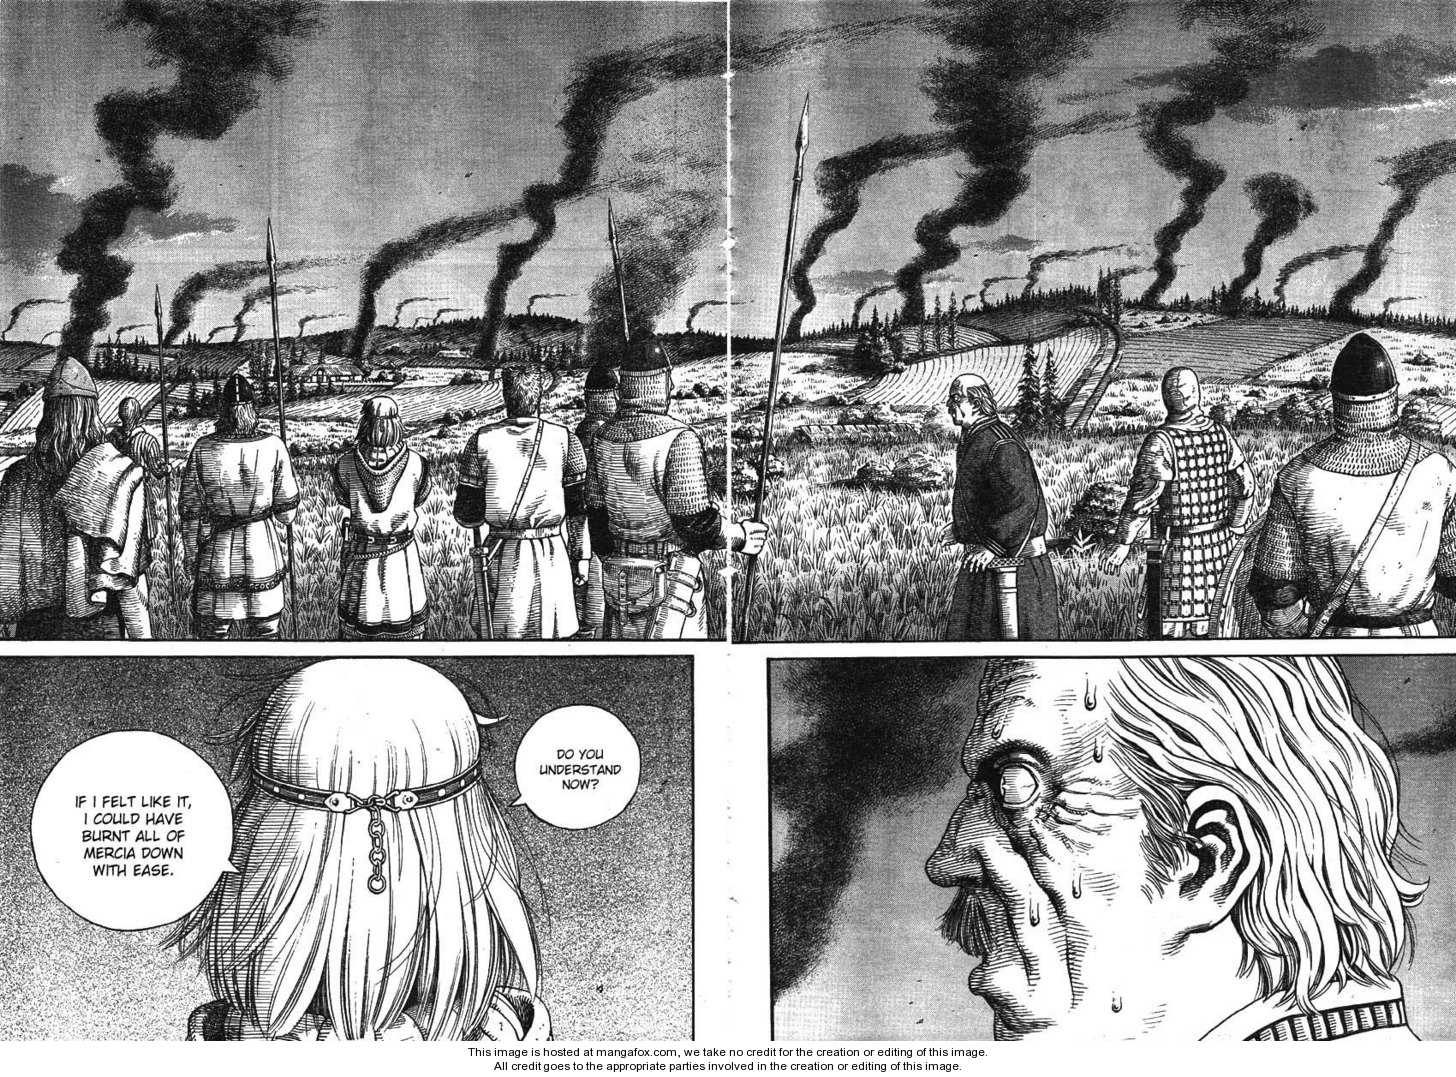 DO YOU
UNDERSTAND
NOW?
IF I FELT LIKE IT,
I COULD HAVE
BURNT ALL OF
MERCIA DOWN
WITH EASE.
This image is hosted at mangafox.com, we take no credit for the creation or editing of this image.
All credit goes to the appropriate parties involved in the creation or editing of this image.